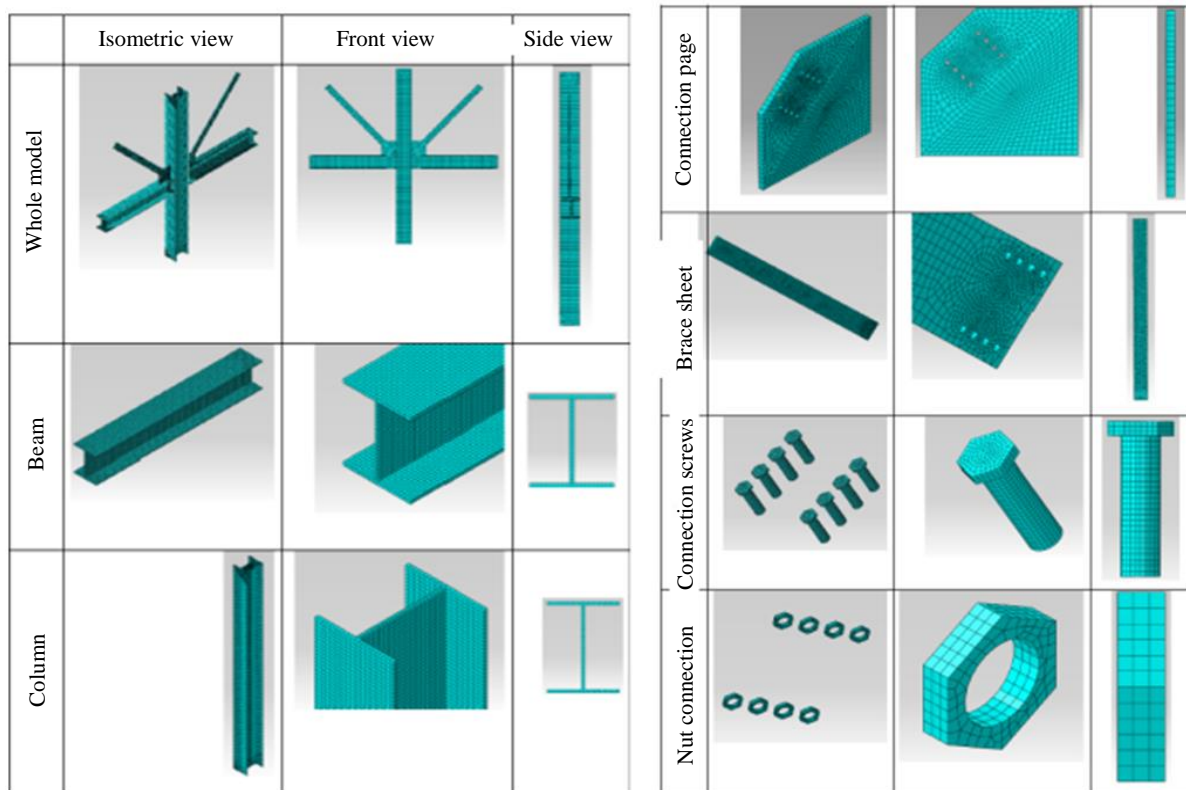 Isometric view
Front view
Side view
Whole model
Beam
Column
Connection page
Brace sheet
Connection screws
Nut connection